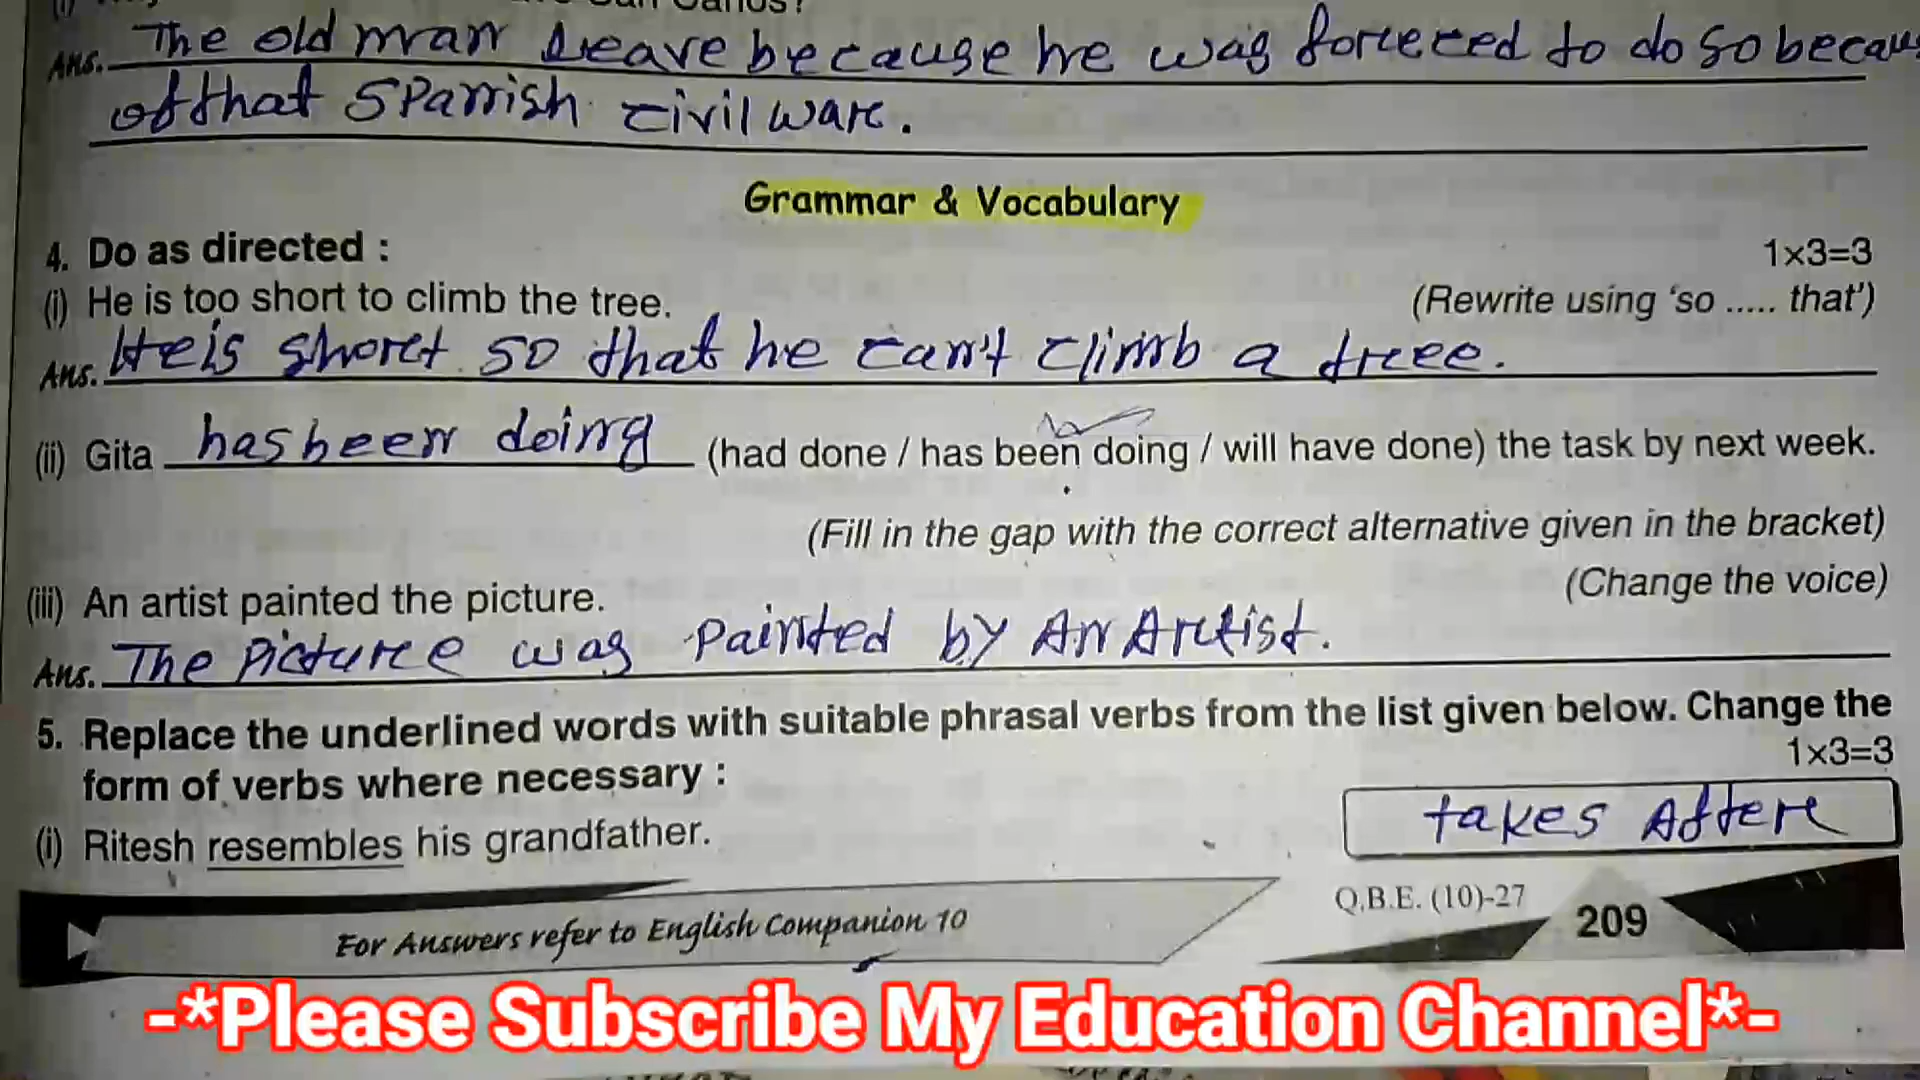 Ans. The old man Leave because he was forceced to do so becaus
of that Spanish civil ware.
Grammar & Vocabulary
4. Do as directed : 1×3=3
(i) He is too short to climb the tree. (Rewrite using ‘so ..... that’)
Ans. He is short so that he can't climb a treee.
(ii) Gita has been doing (had done / has been doing / will have done) the task by next week.
(Fill in the gap with the correct alternative given in the bracket)
(iii) An artist painted the picture. (Change the voice)
Ans. The Picture was Painted by An Artist.
5. Replace the underlined words with suitable phrasal verbs from the list given below. Change the
form of verbs where necessary : 1×3=3
(i) Ritesh resembles his grandfather. takes After
For Answers refer to English Companion 10
Q.B.E. (10)-27 209
-*Please Subscribe My Education Channel*-